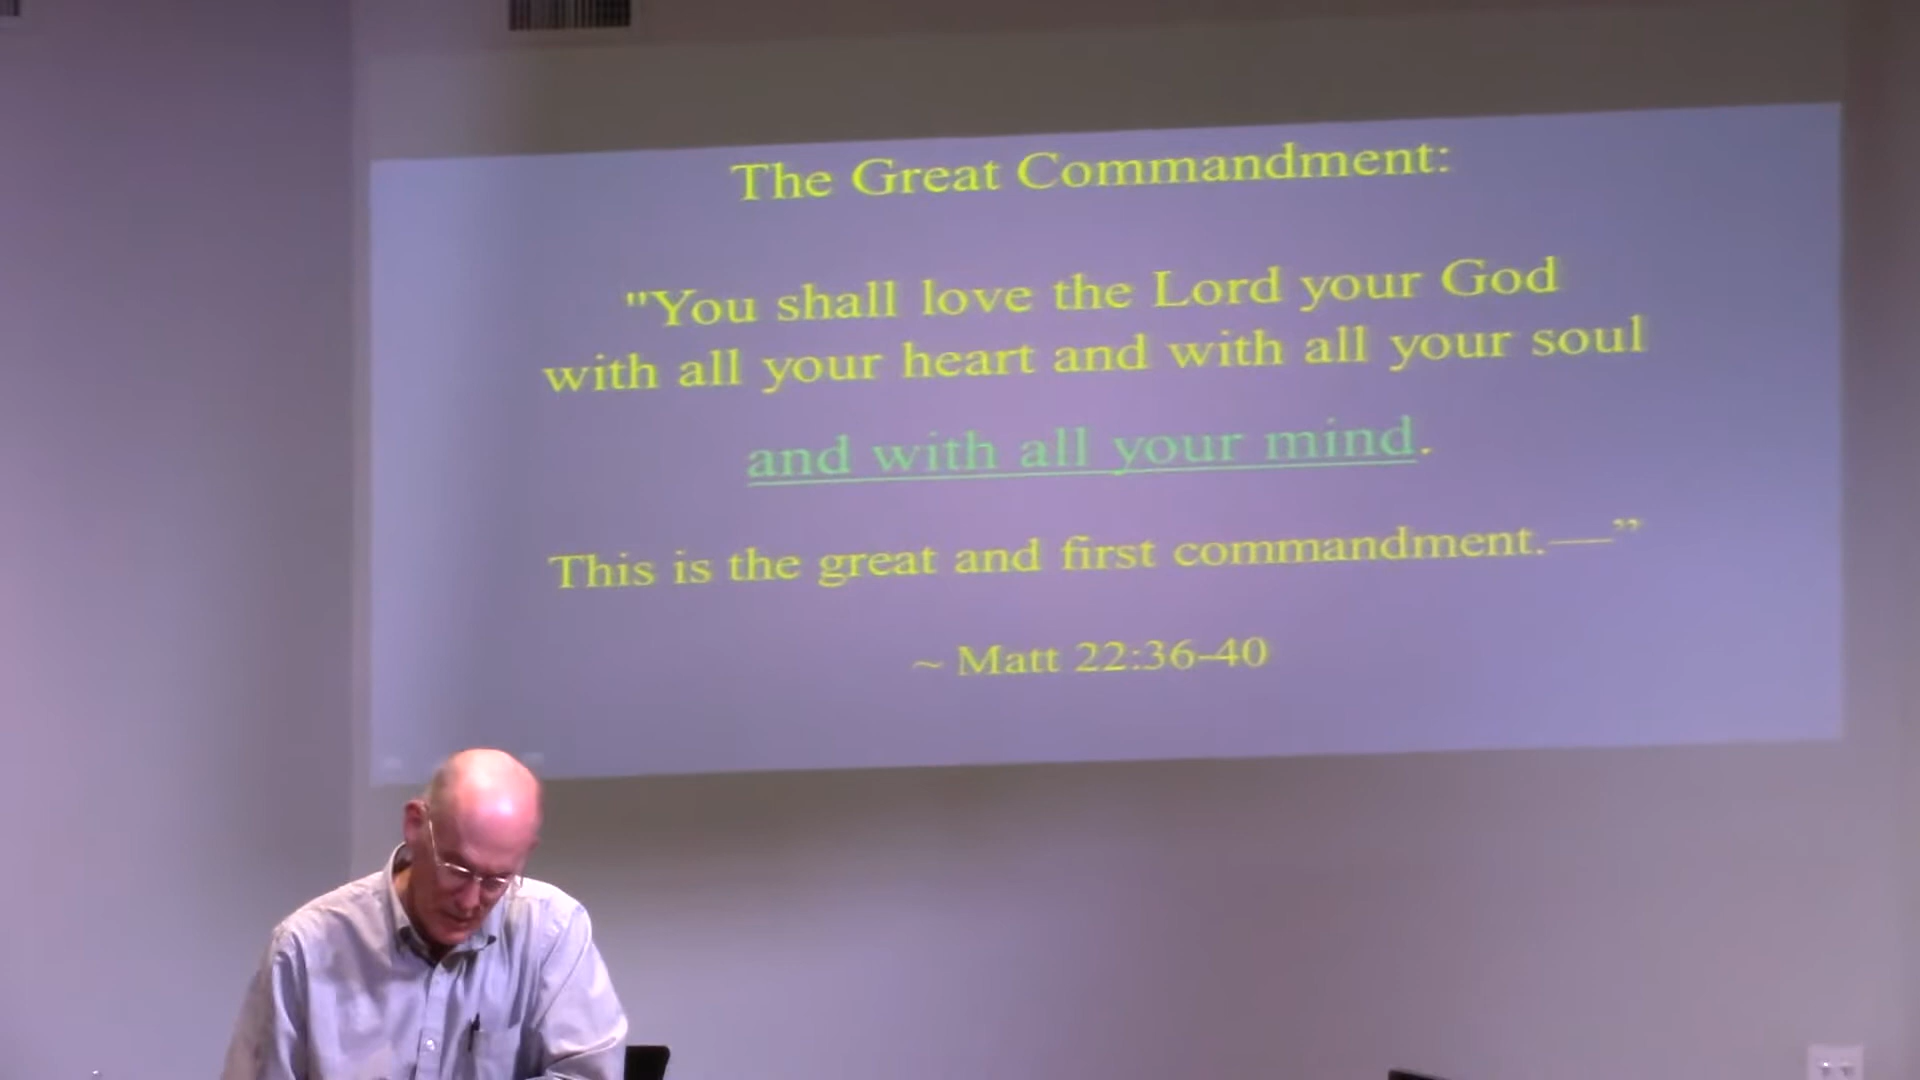 The Great Commandment:
"You shall love the Lord your God
with all your heart and with all your soul
and with all your mind.
This is the great and first commandment.—”
~ Matt 22:36-40